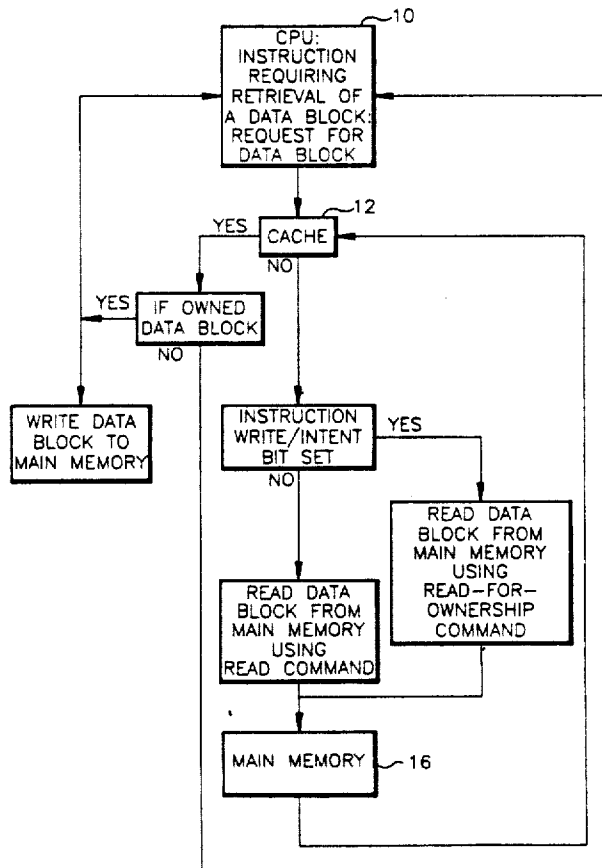 10
CPU:
INSTRUCTION
REQUIRING
RETRIEVAL OF
A DATA BLOCK:
REQUEST FOR
DATA BLOCK
12
YES
CACHE
NO
YES
IF OWNED
DATA BLOCK
NO
WRITE DATA
BLOCK TO
MAIN MEMORY
INSTRUCTION
WRITE/INTENT
BIT SET
YES
NO
READ DATA
BLOCK FROM
MAIN MEMORY
USING
READ-FOR-
OWNERSHIP
COMMAND
READ DATA
BLOCK FROM
MAIN MEMORY
USING
READ COMMAND
MAIN MEMORY
16